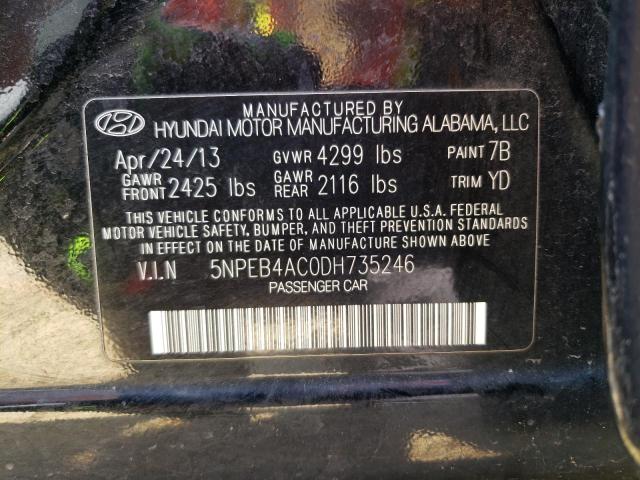 MANUFACTURED BY
HYUNDAI MOTOR MANUFACTURING ALABAMA, LLC
Apr/24/13 GVWR 4299 lbs PAINT 7B
GAWR FRONT 2425 lbs GAWR REAR 2116 lbs TRIM YD
THIS VEHICLE CONFORMS TO ALL APPLICABLE U.S.A. FEDERAL
MOTOR VEHICLE SAFETY, BUMPER, AND THEFT PREVENTION STANDARDS
IN EFFECT ON THE DATE OF MANUFACTURE SHOWN ABOVE.
V.I.N 5NPEB4AC0DH735246
PASSENGER CAR